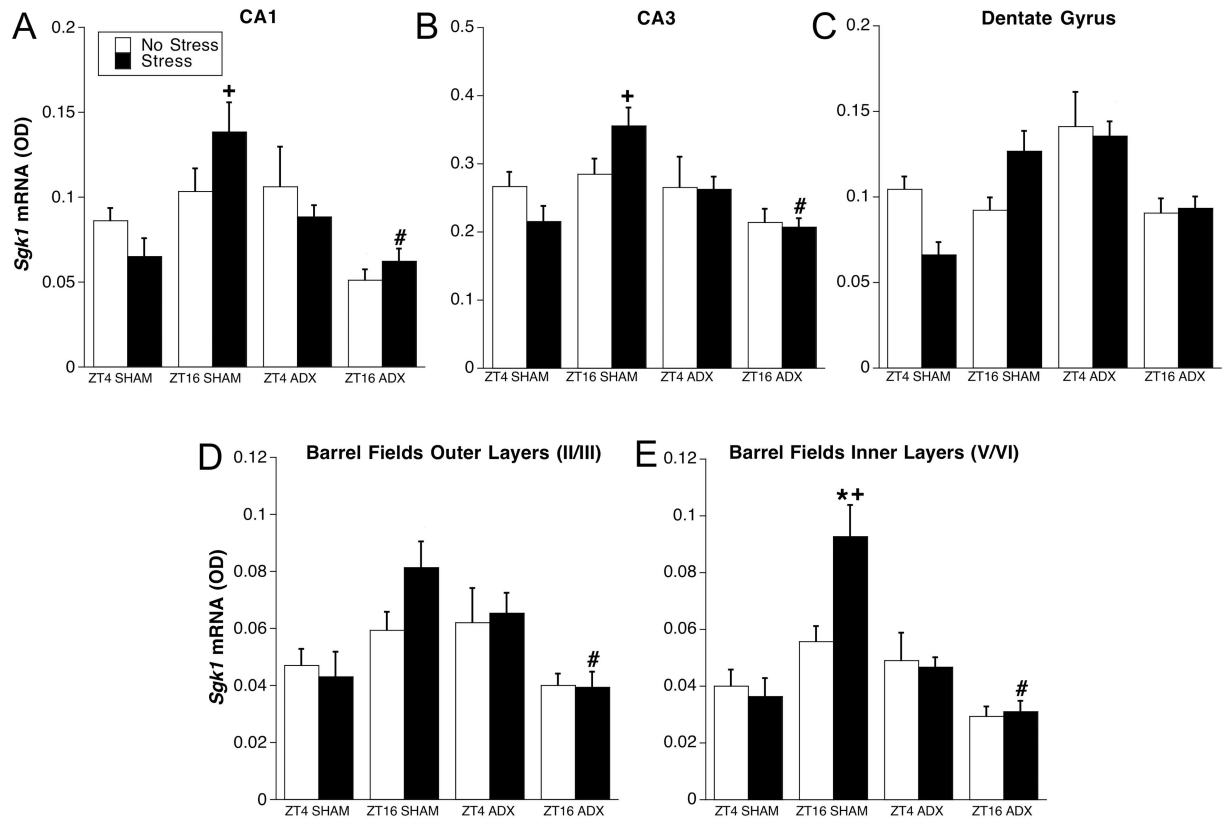 A
CA1
Sgk1 mRNA (OD)
0.2
0.15
0.1
0.05
0
No Stress
Stress
+
#
ZT4 SHAM ZT16 SHAM ZT4 ADX ZT16 ADX
B
CA3
0.5
0.4
0.3
0.2
0.1
0
+
#
ZT4 SHAM ZT16 SHAM ZT4 ADX ZT16 ADX
C
Dentate Gyrus
0.2
0.15
0.1
0.05
0
ZT4 SHAM ZT16 SHAM ZT4 ADX ZT16 ADX
D
Barrel Fields Outer Layers (II/III)
Sgk1 mRNA (OD)
0.12
0.1
0.08
0.06
0.04
0.02
0
#
ZT4 SHAM ZT16 SHAM ZT4 ADX ZT16 ADX
E
Barrel Fields Inner Layers (V/VI)
0.12
0.1
0.08
0.06
0.04
0.02
0
*+
#
ZT4 SHAM ZT16 SHAM ZT4 ADX ZT16 ADX